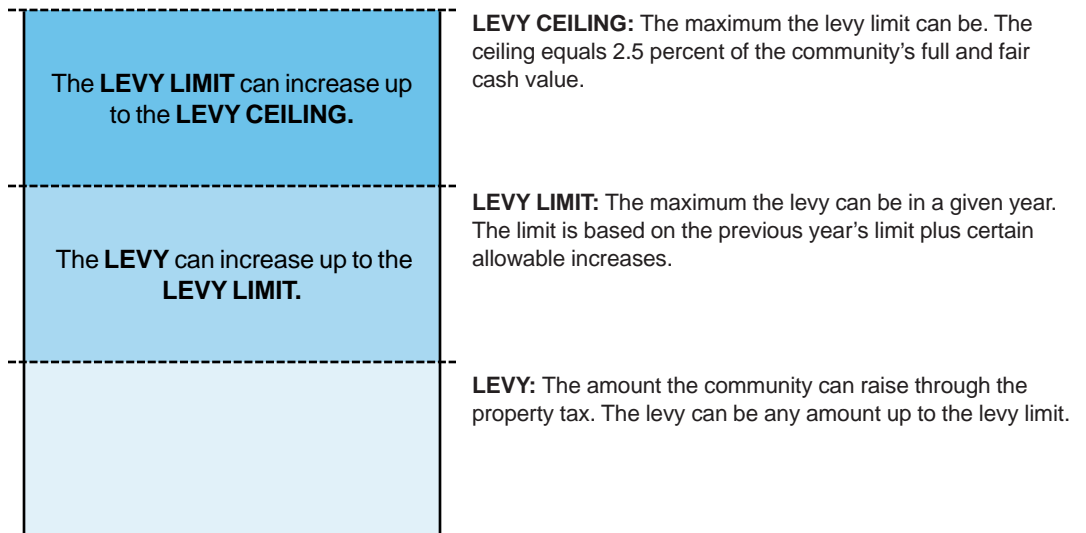 LEVY CEILING: The maximum the levy limit can be. The
ceiling equals 2.5 percent of the community’s full and fair
cash value.
The LEVY LIMIT can increase up
to the LEVY CEILING.
LEVY LIMIT: The maximum the levy can be in a given year.
The limit is based on the previous year’s limit plus certain
allowable increases.
The LEVY can increase up to the
LEVY LIMIT.
LEVY: The amount the community can raise through the
property tax. The levy can be any amount up to the levy limit.